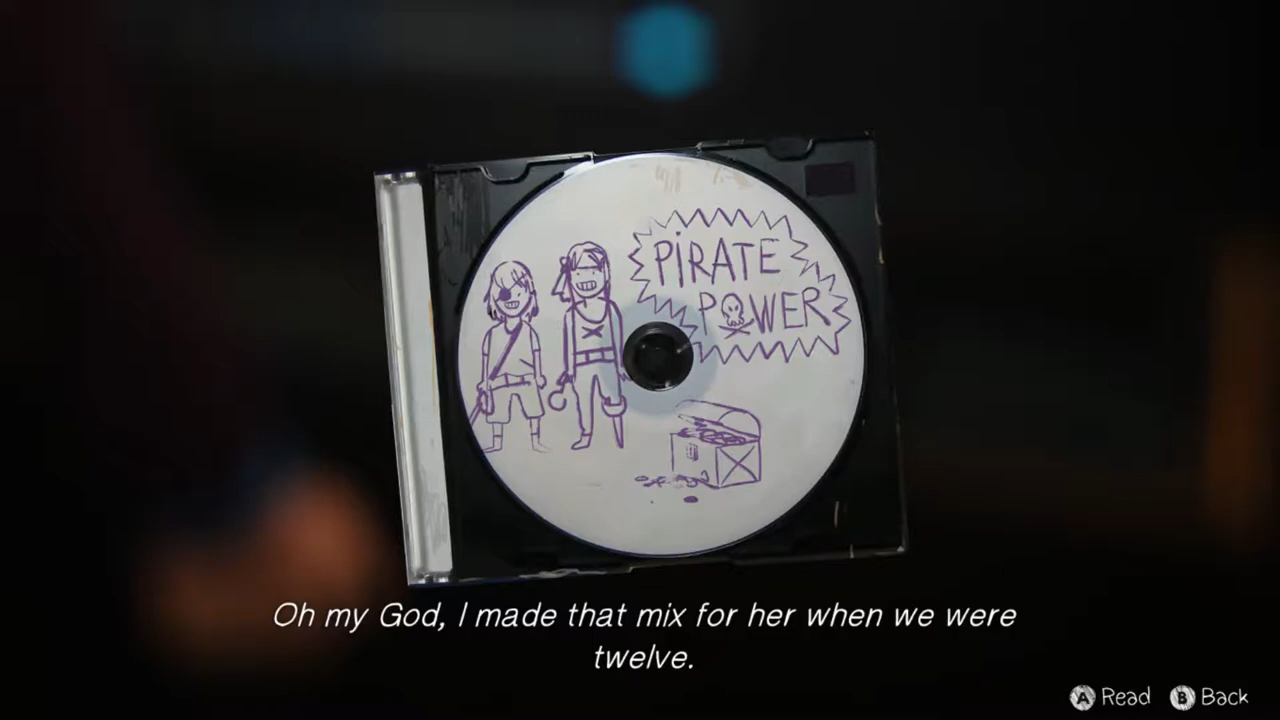 PiRATE
POWER
Oh my God, I made that mix for her when we were
twelve.
A Read B Back